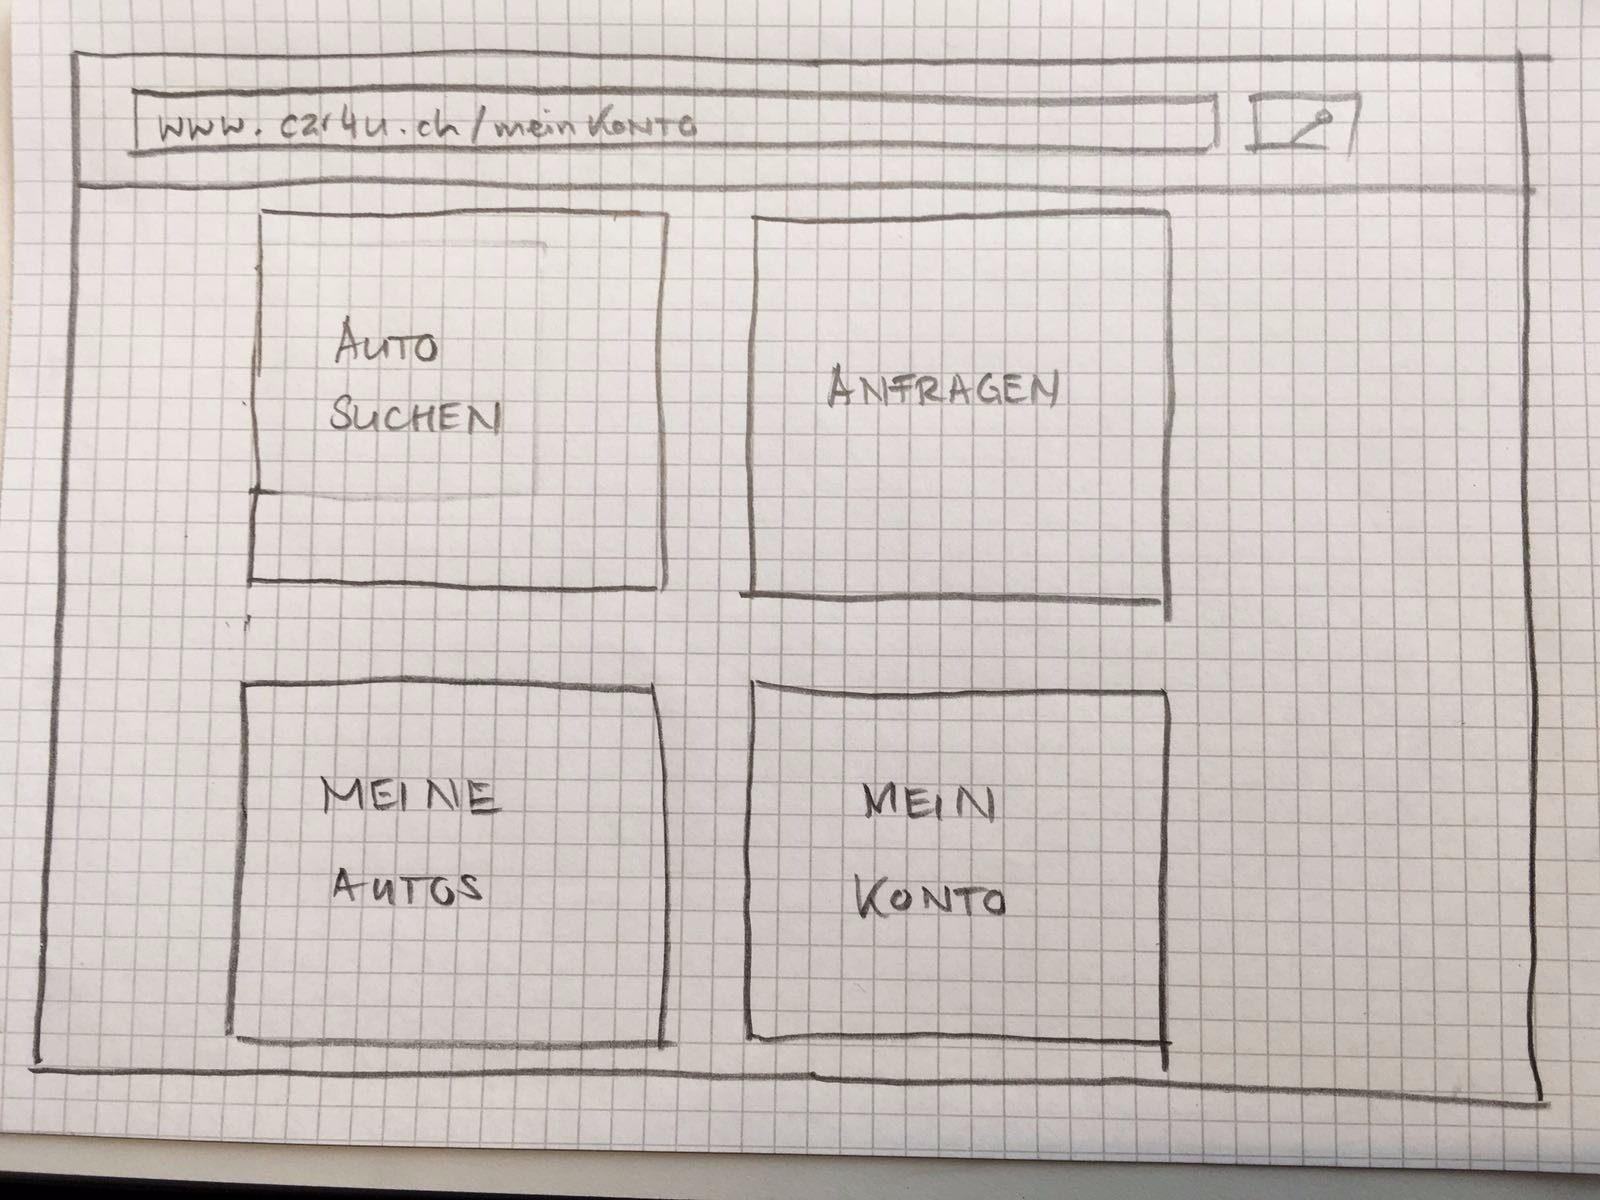 www.car4u.ch/meinKonto
AUTO
SUCHEN
ANFRAGEN
MEINE
AUTOS
MEIN
KONTO